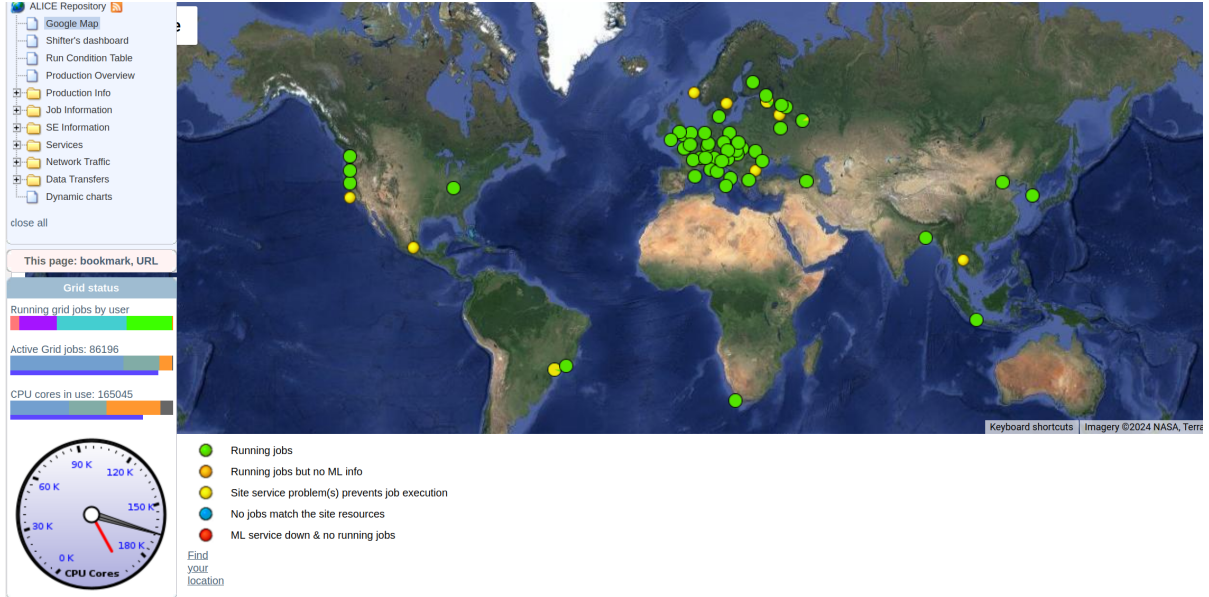 ALICE Repository
Google Map
Shifter's dashboard
Run Condition Table
Production Overview
Production Info
Job Information
SE Information
Services
Network Traffic
Data Transfers
Dynamic charts
close all
This page: bookmark, URL
Grid status
Running grid jobs by user
Active Grid jobs: 86196
CPU cores in use: 165045
90 K
120 K
60 K
150 K
30 K
180 K
0 K
CPU Cores
e
Keyboard shortcuts
Imagery ©2024 NASA, Terra
Running jobs
Running jobs but no ML info
Site service problem(s) prevents job execution
No jobs match the site resources
ML service down & no running jobs
Find
your
location